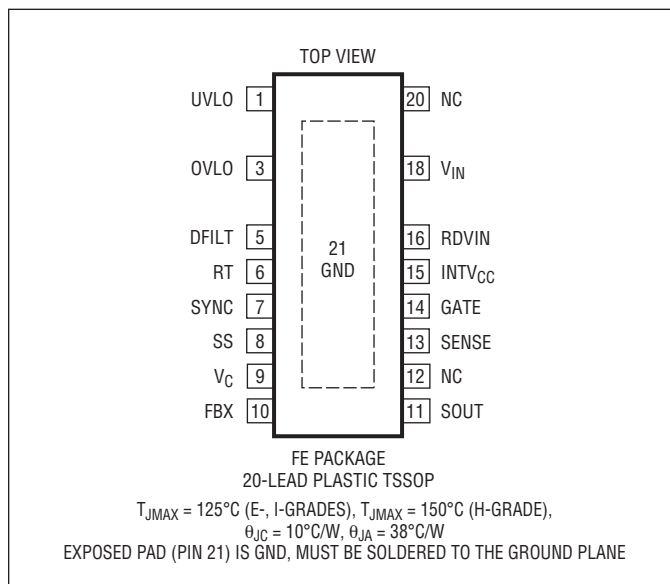 TOP VIEW
UVLO 1
20 NC
OVLO 3
18 VIN
DFILT 5
16 RDVIN
21
GND
RT 6
15 INTVCC
SYNC 7
14 GATE
SS 8
13 SENSE
VC 9
12 NC
FBX 10
11 SOUT
FE PACKAGE
20-LEAD PLASTIC TSSOP
TJMAX = 125°C (E-, I-GRADES), TJMAX = 150°C (H-GRADE),
θJC = 10°C/W, θJA = 38°C/W
EXPOSED PAD (PIN 21) IS GND, MUST BE SOLDERED TO THE GROUND PLANE